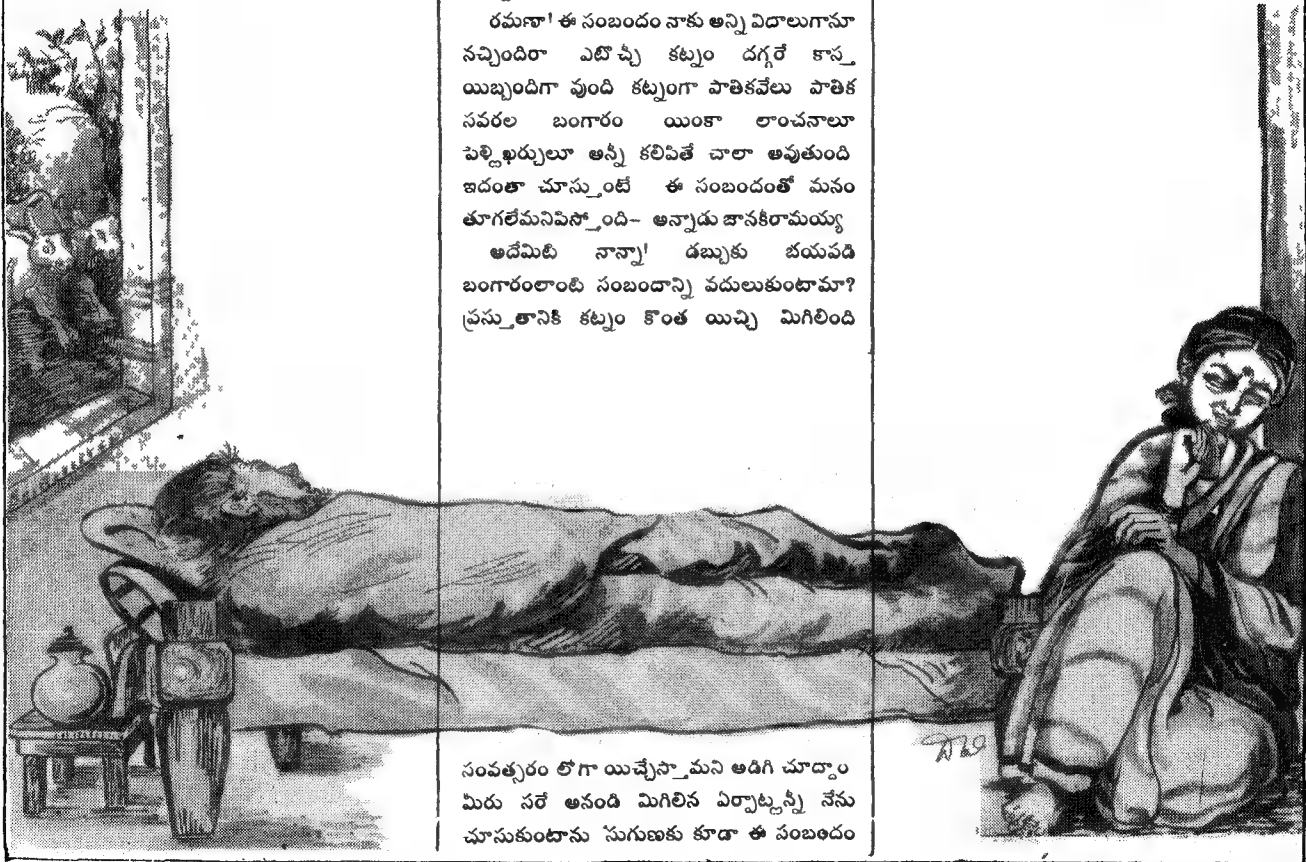 రమణా! ఈ సంబందం నాకు అన్ని విదాలుగానూ
నచ్చిందిరా ఎటొచ్చీ కట్నం దగ్గరే కాస్త
యిబ్బందిగా వుంది కట్నంగా పాతికవేలు పాతిక
సవరల బంగారం యింకా లాంచనాలూ
పెళ్ళిఖర్చులూ అన్నీ కలిపితే చాలా అవుతుంది
ఇదంతా చూస్తుంటే ఈ సంబందంతో మనం
తూగలేమనిపిస్తోంది- అన్నాడు జానకీరామయ్య
అదేమిటి నాన్నా! డబ్బుకు బయపడి
బంగారంలాంటి సంబందాన్ని వదులుకుంటామా?
ప్రస్తుతానికి కట్నం కొంత యిచ్చి మిగిలింది
సంవత్సరం లోగా యిచ్చేస్తామని అడిగి చూద్దాం
మీరు సరే అనండి మిగిలిన ఏర్పాట్లన్నీ నేను
చూసుకుంటాను సుగుణకు కూడా ఈ సంబందం